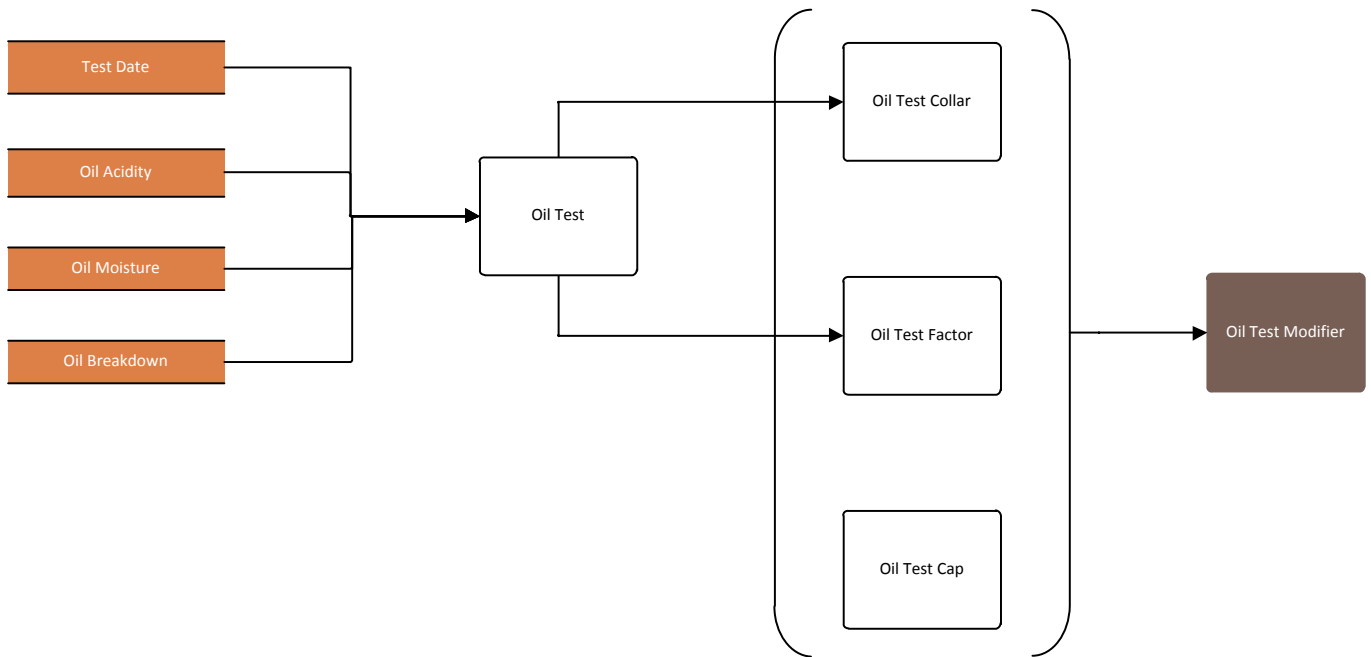 Test Date
Oil Acidity
Oil Moisture
Oil Breakdown
Oil Test
Oil Test Collar
Oil Test Factor
Oil Test Cap
Oil Test Modifier